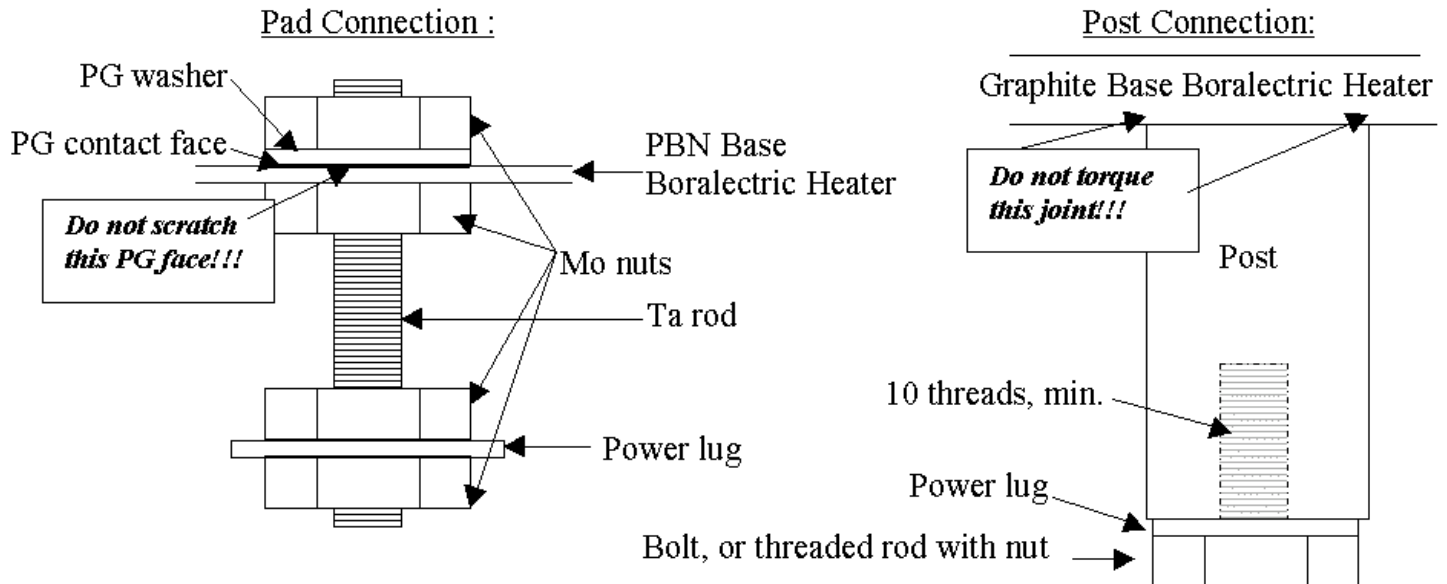 Pad Connection :
PG washer
PG contact face
PBN Base
Boralectric Heater
Do not scratch
this PG face!!!
Mo nuts
Ta rod
Power lug
Post Connection:
Graphite Base Boralectric Heater
Do not torque
this joint!!!
Post
10 threads, min.
Power lug
Bolt, or threaded rod with nut